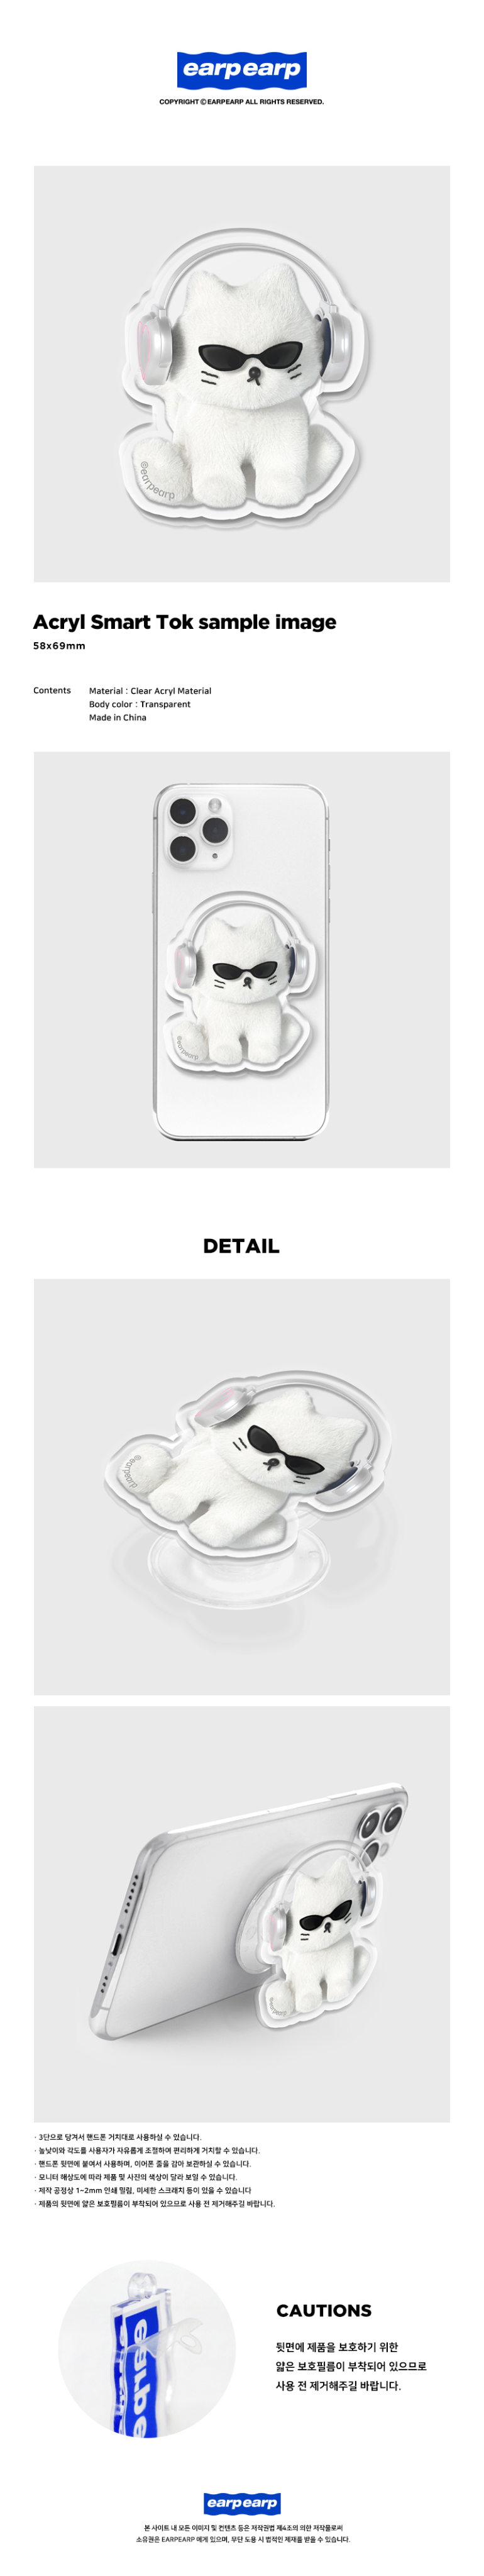 earpearp
COPYRIGHT ⓒ EARPEARP ALL RIGHTS RESERVED.
@earpearp
Acryl Smart Tok sample image
58x69mm
Contents
Material : Clear Acryl Material
Body color : Transparent
Made in China
@earpearp
DETAIL
@earpearp
@earpearp
· 3단으로 당겨서 핸드폰 거치대로 사용하실 수 있습니다.
· 높낮이와 각도를 사용자가 자유롭게 조절하여 편리하게 거치할 수 있습니다.
· 핸드폰 뒷면에 붙여서 사용하며, 이어폰 줄을 감아 보관하실 수 있습니다.
· 모니터 해상도에 따라 제품 및 사진의 색상이 달라 보일 수 있습니다.
· 제작 공정상 1~2mm 인쇄 밀림, 미세한 스크래치 등이 있을 수 있습니다
· 제품의 뒷면에 얇은 보호필름이 부착되어 있으므로 사용 전 제거해주길 바랍니다.
CAUTIONS
뒷면에 제품을 보호하기 위한
얇은 보호필름이 부착되어 있으므로
사용 전 제거해주길 바랍니다.
earpearp
본 사이트 내 모든 이미지 및 컨텐츠 등은 저작권법 제4조의 의한 저작물로써
소유권은 EARPEARP 에게 있으며, 무단 도용 시 법적인 제재를 받을 수 있습니다.